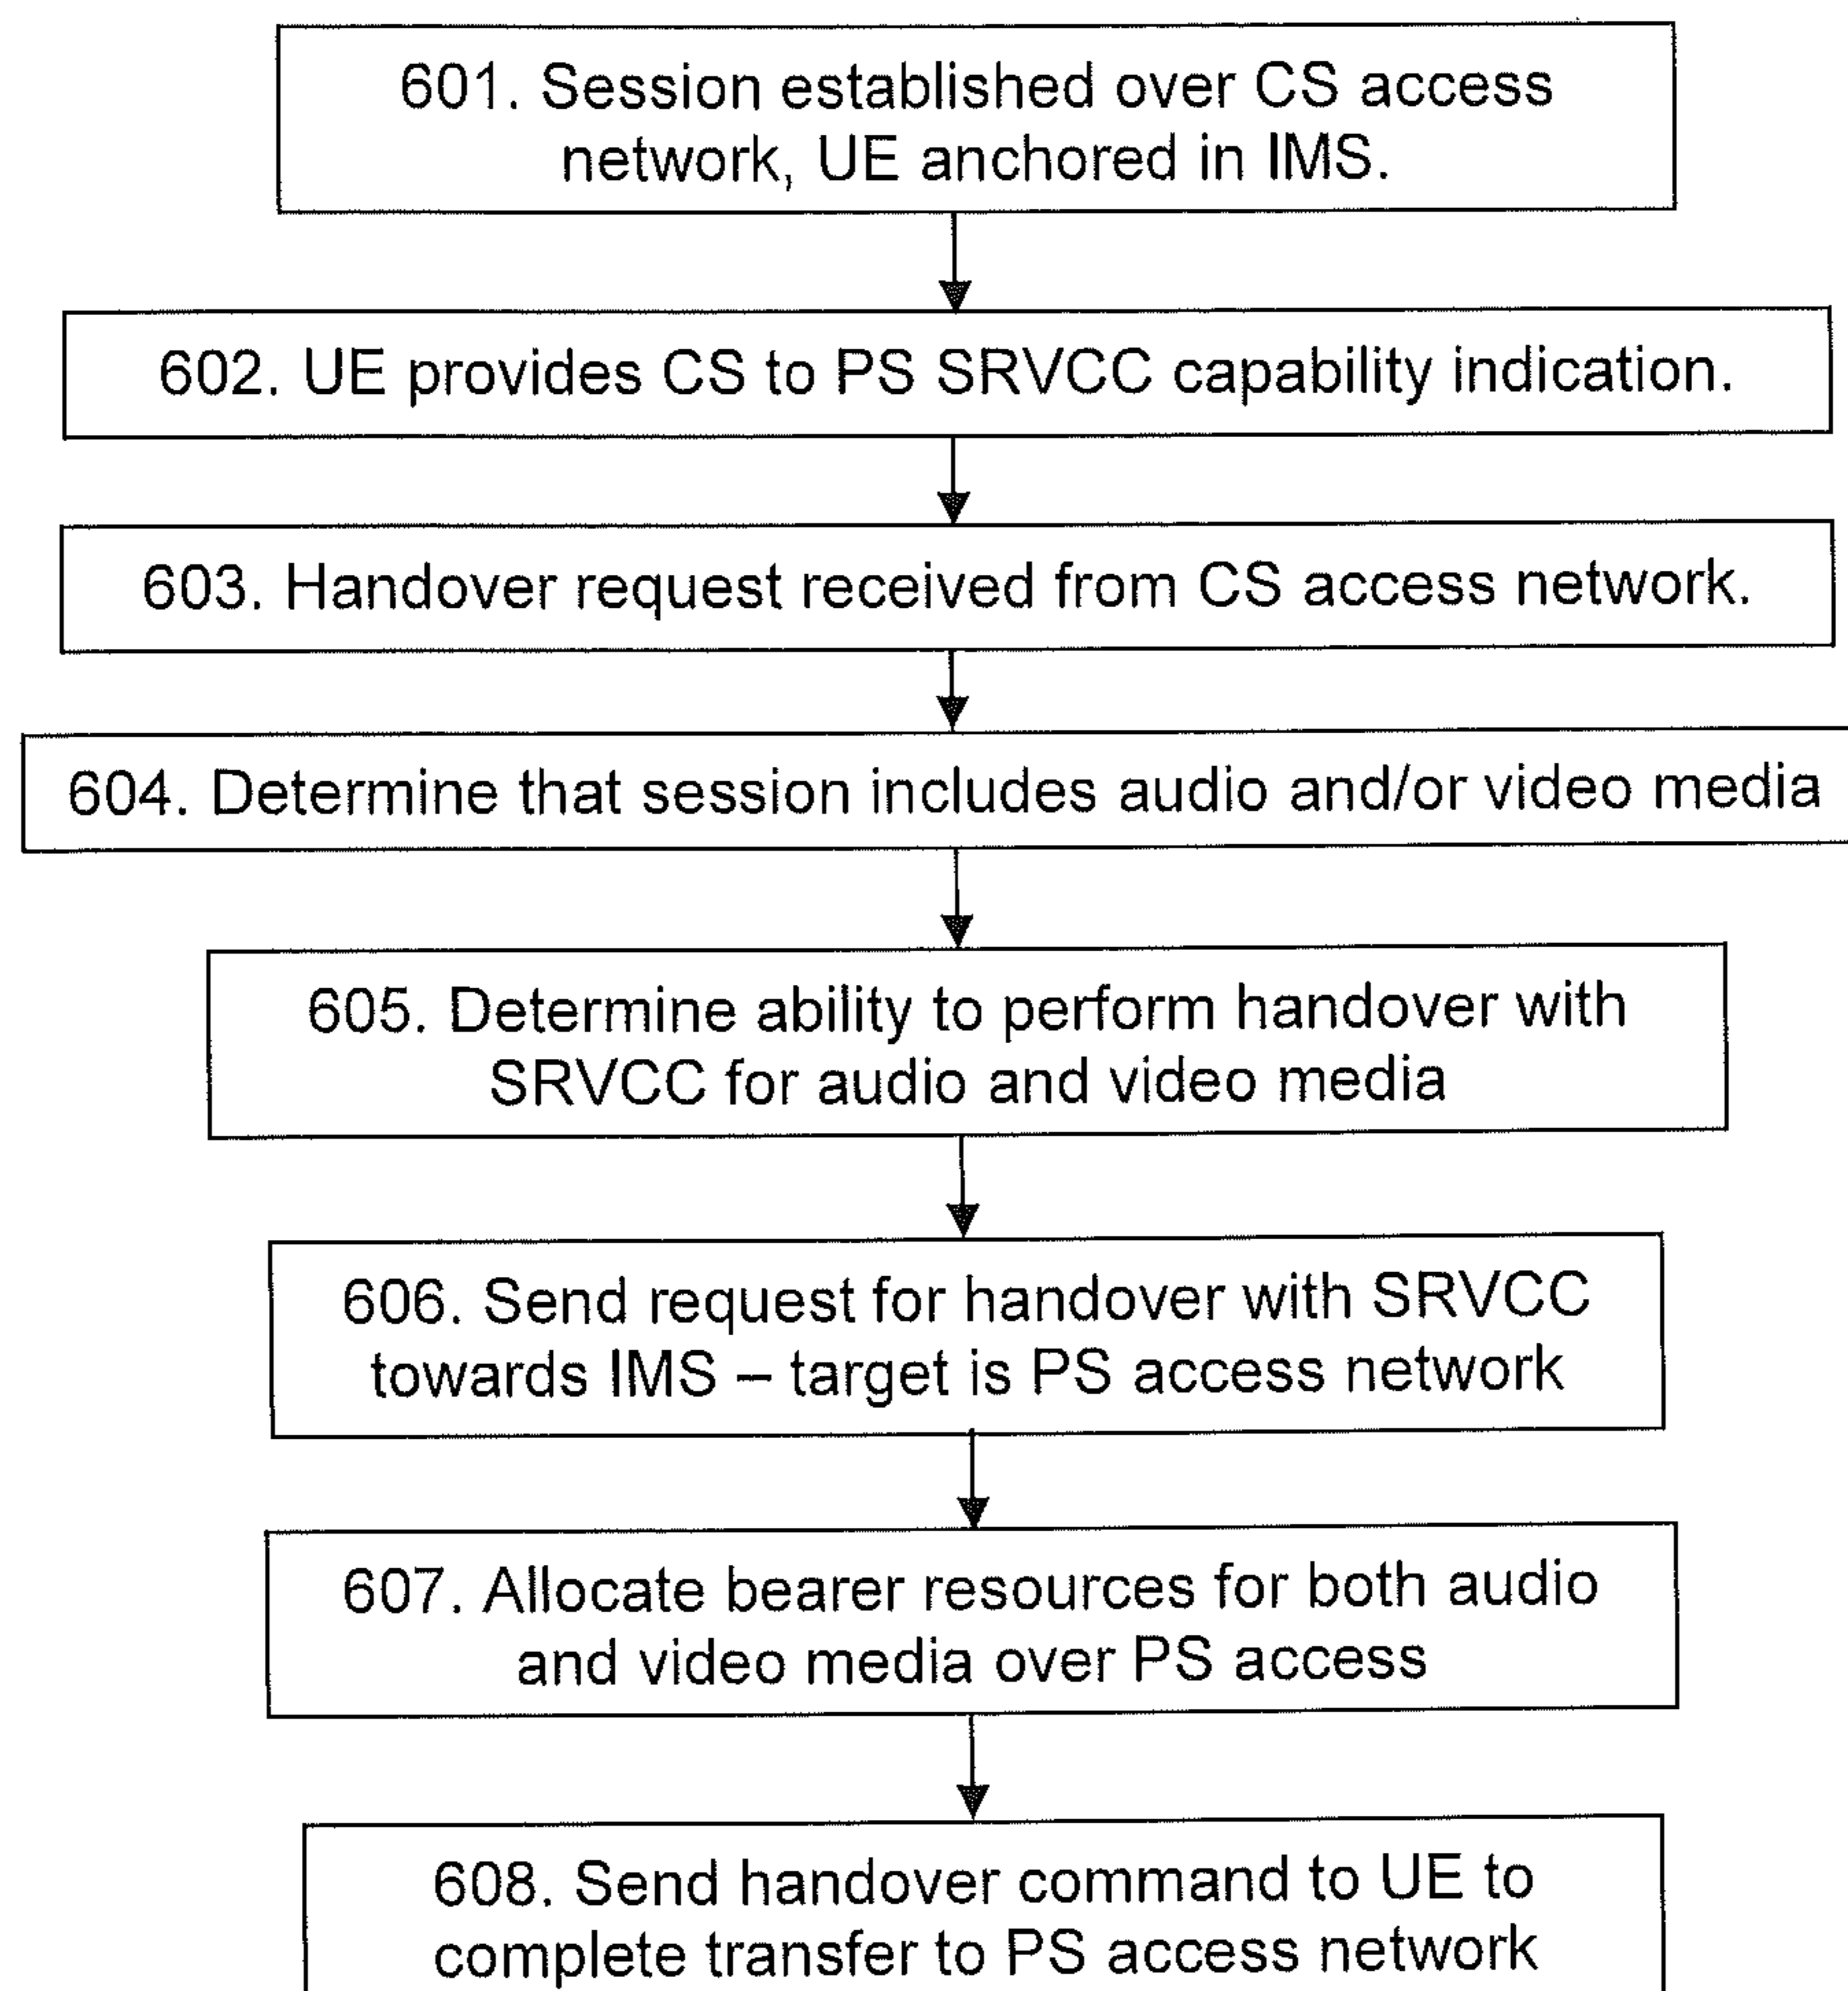 601. Session established over CS access
network, UE anchored in IMS.
602. UE provides CS to PS SRVCC capability indication.
603. Handover request received from CS access network.
604. Determine that session includes audio and/or video media
605. Determine ability to perform handover with
SRVCC for audio and video media
606. Send request for handover with SRVCC
towards IMS – target is PS access network
607. Allocate bearer resources for both audio
and video media over PS access
608. Send handover command to UE to
complete transfer to PS access network